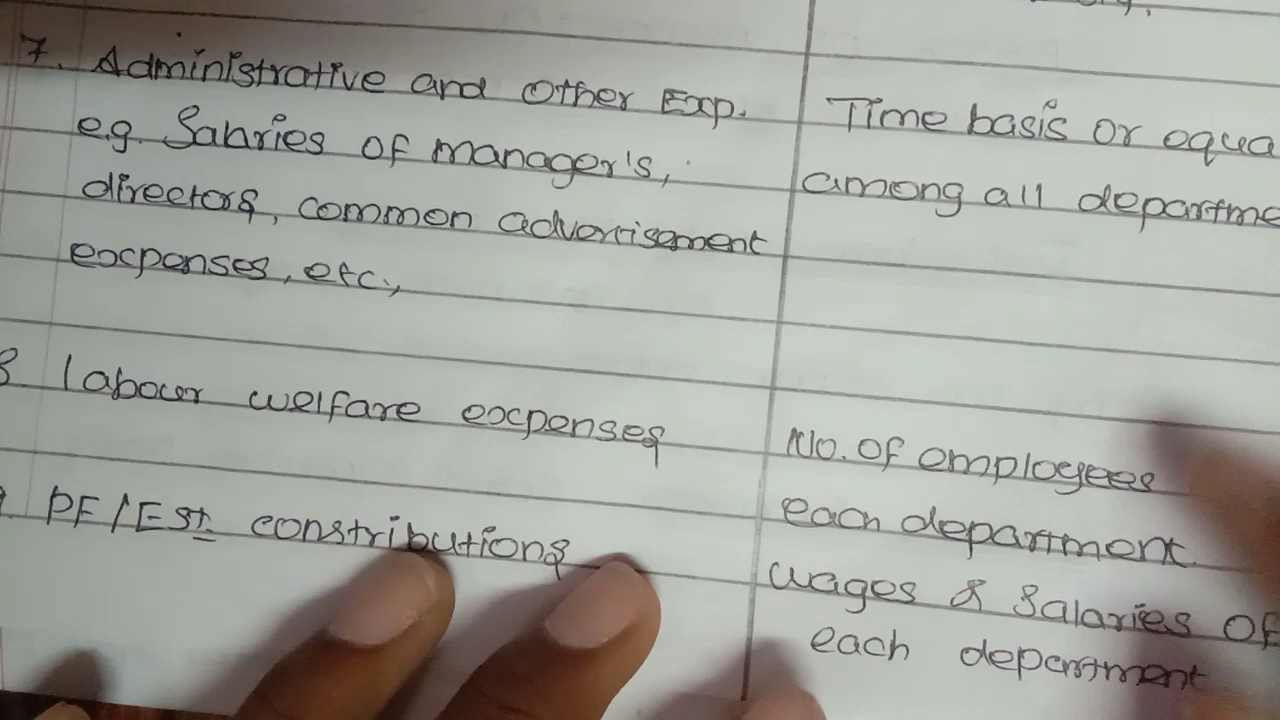 7. Administrative and Other Exp.
e.g. Salaries of manager's,
directors, common advertisement
expenses, etc.,
Time basis or equa
among all departme
8 labour welfare expenses
No. of employees
each department.
PF/ESI constributions
wages & Salaries of
each department